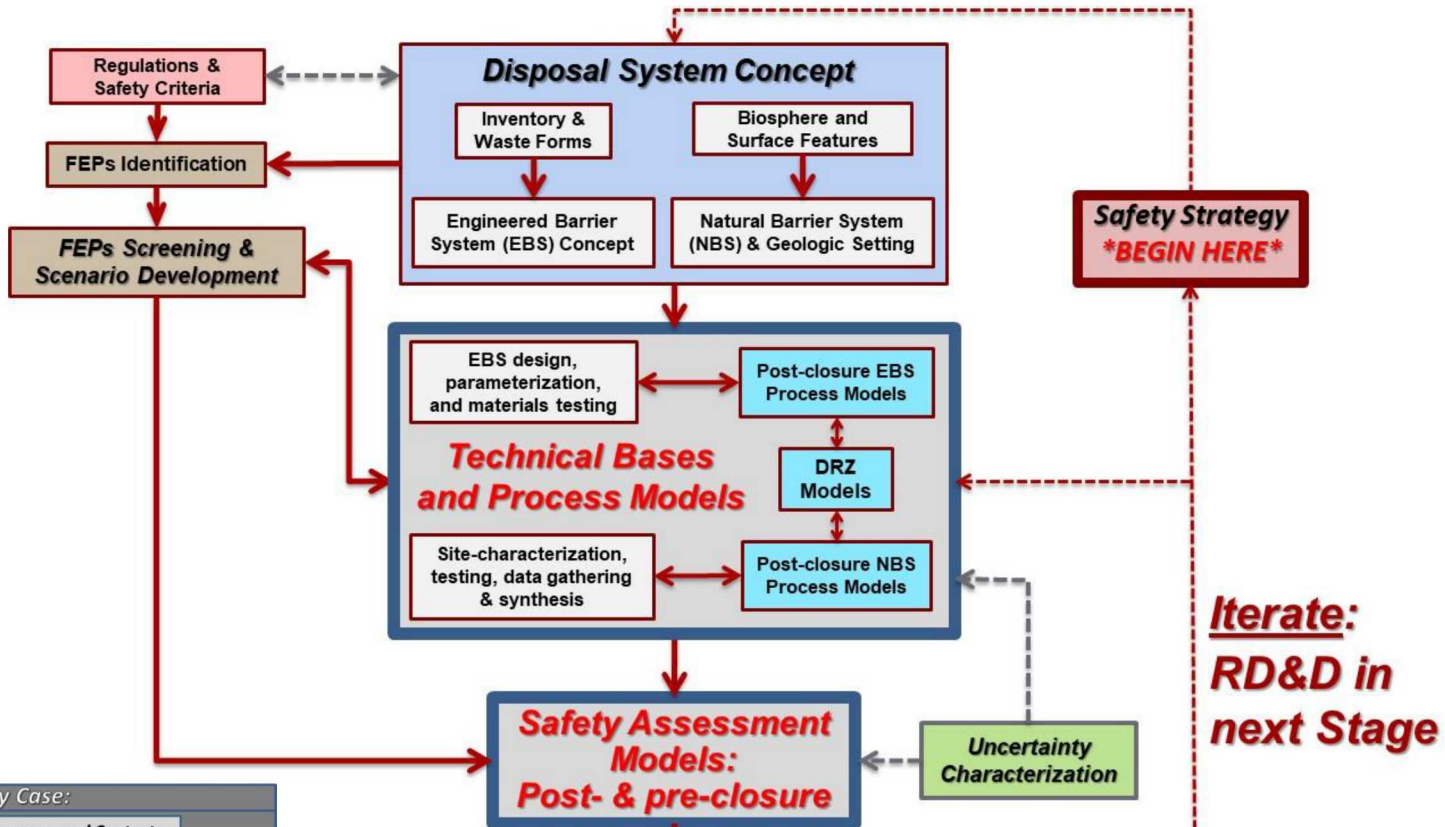 Regulations &
Safety Criteria
FEPs Identification
FEPs Screening &
Scenario Development
Disposal System Concept
Inventory &
Waste Forms
Biosphere and
Surface Features
Engineered Barrier
System (EBS) Concept
Natural Barrier System
(NBS) & Geologic Setting
Safety Strategy
*BEGIN HERE*
EBS design,
parameterization,
and materials testing
Post-closure EBS
Process Models
Technical Bases
and Process Models
DRZ
Models
Site-characterization,
testing, data gathering
& synthesis
Post-closure NBS
Process Models
Iterate:
RD&D in
next Stage
Safety Assessment
Models:
Post- & pre-closure
Uncertainty
Characterization
Case: